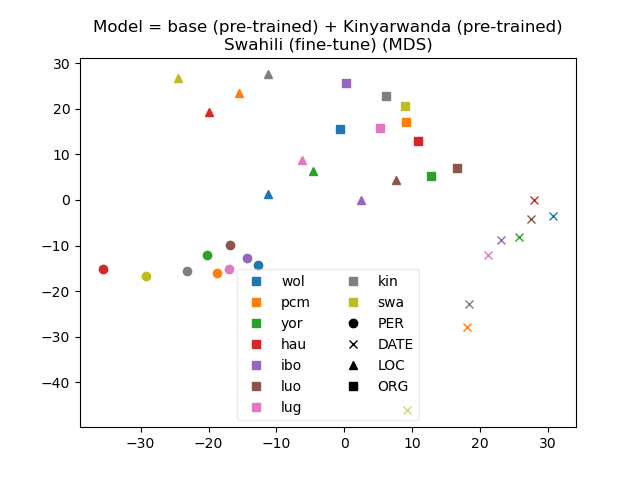 Model = base (pre-trained) + Kinyarwanda (pre-trained)
Swahili (fine-tune) (MDS)
30
20
10
0
−10
−20
−30
−40
−30
−20
−10
0
10
20
30
wol
pcm
yor
hau
ibo
luo
lug
kin
swa
PER
DATE
LOC
ORG